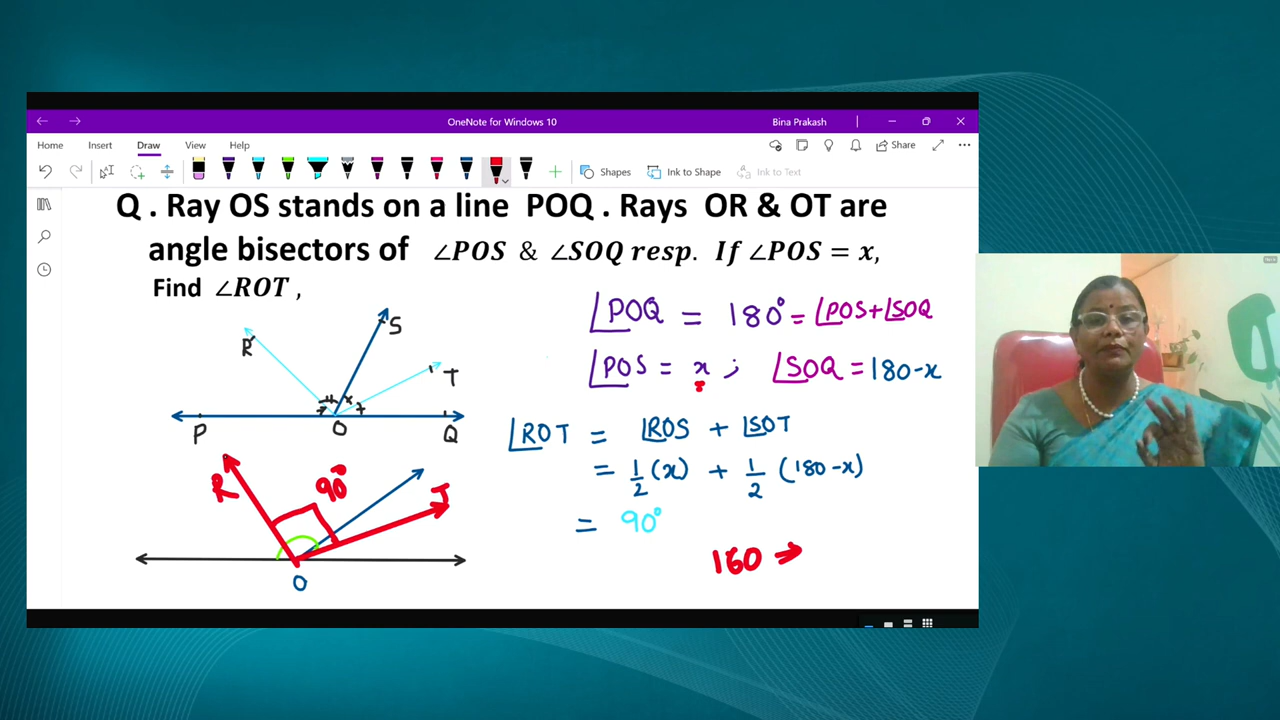 OneNote for Windows 10
Bina Prakash
Home Insert Draw View Help
Share
Shapes Ink to Shape Ink to Text
Q . Ray OS stands on a line POQ . Rays OR & OT are
angle bisectors of ∠POS & ∠SOQ resp. If ∠POS = x,
Find ∠ROT ,
∠POQ = 180° = ∠POS + ∠SOQ
∠POS = x ; ∠SOQ = 180 - x
∠ROT = ∠ROS + ∠SOT
= 1/2 (x) + 1/2 (180 - x)
= 90°
160 →
R
S
T
P
O
Q
R
90°
T
O